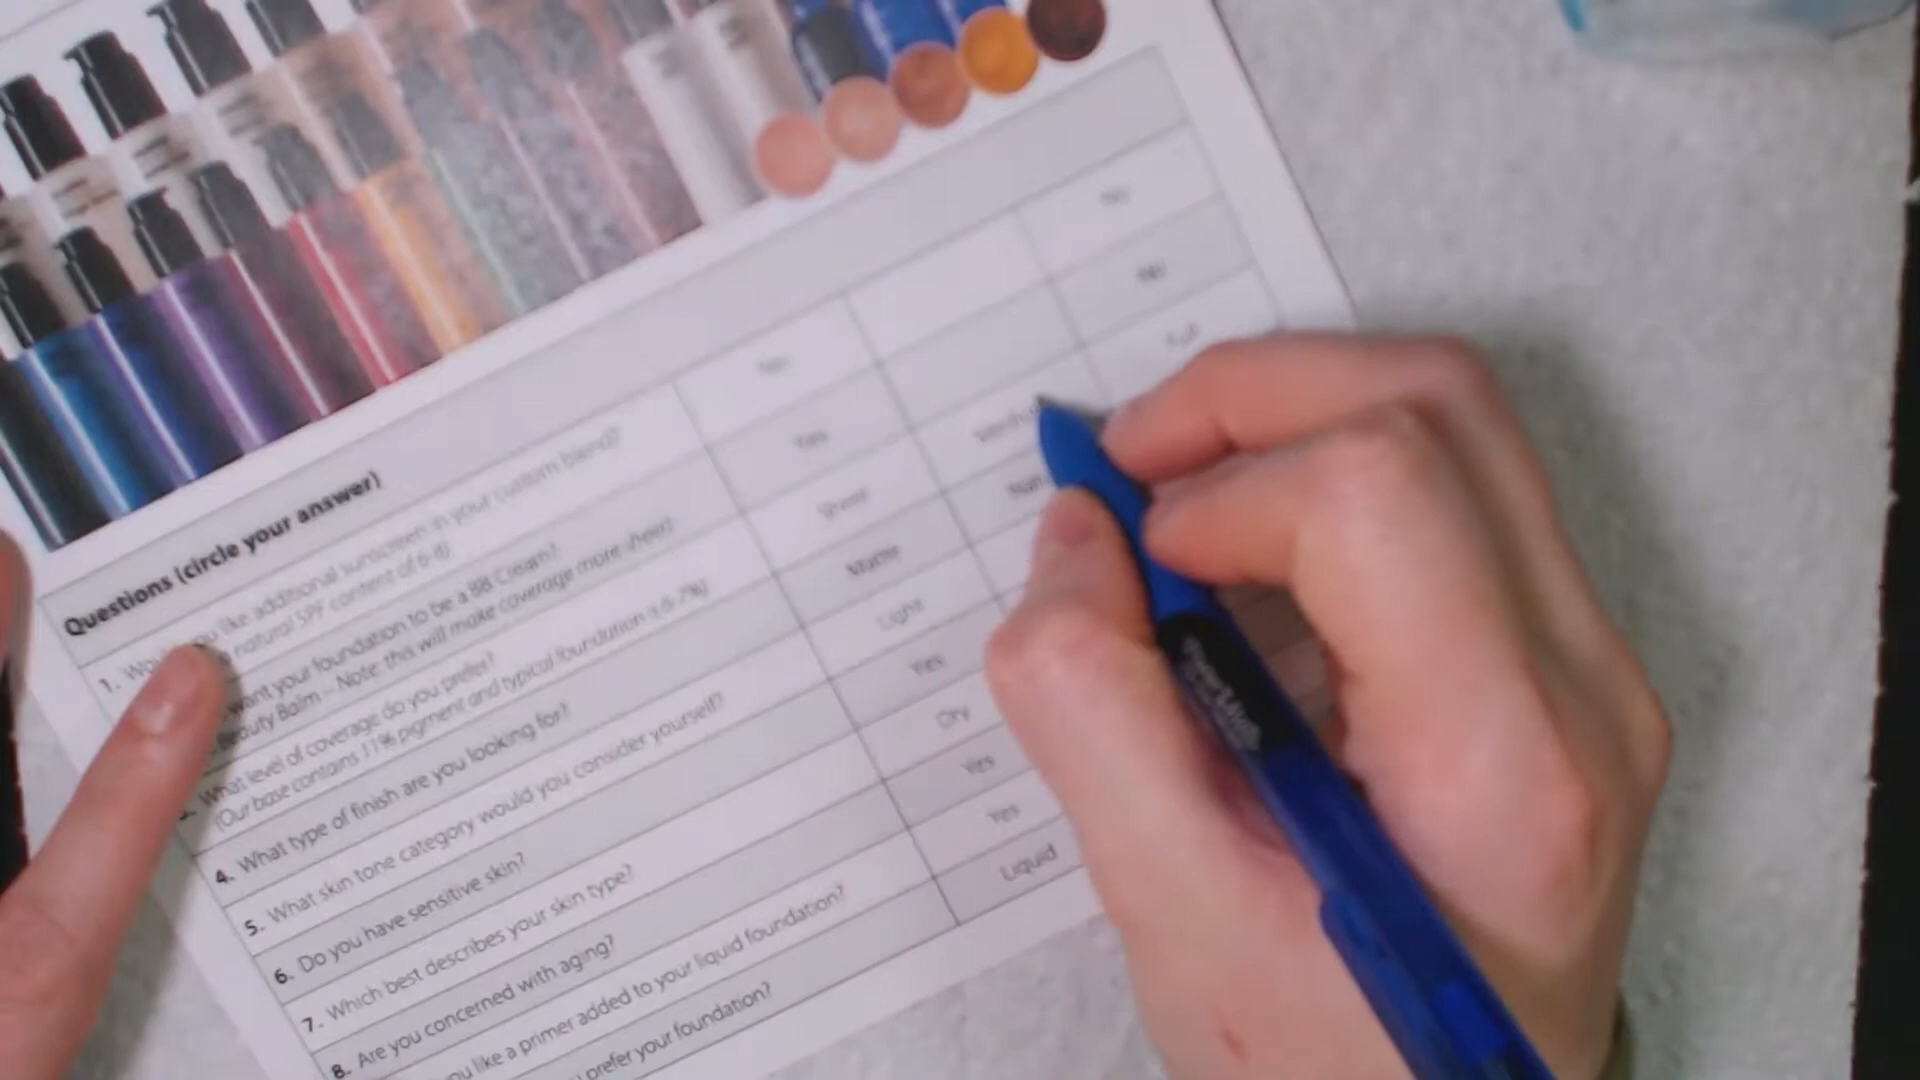 Questions (circle your answer)
1. Would you like additional sunscreen in your custom blend?
natural SPF content of 6-8)
No
want your foundation to be a BB Cream?
Beauty Balm – Note: this will make coverage more sheer)
Yes
No
What level of coverage do you prefer?
(Our base contains 11% pigment and typical foundation is 6-7%)
Sheer
Full
4. What type of finish are you looking for?
Matte
5. What skin tone category would you consider yourself?
Light
6. Do you have sensitive skin?
Yes
7. Which best describes your skin type?
Dry
8. Are you concerned with aging?
Yes
you like a primer added to your liquid foundation?
Yes
prefer your foundation?
Liquid
PaperMate